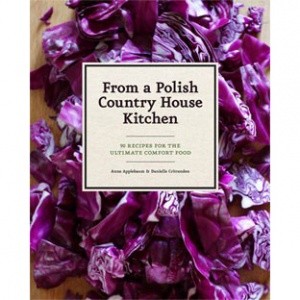 From a Polish
Country House
Kitchen
90 RECIPES FOR THE
ULTIMATE COMFORT FOOD
Anne Applebaum & Danielle Crittenden